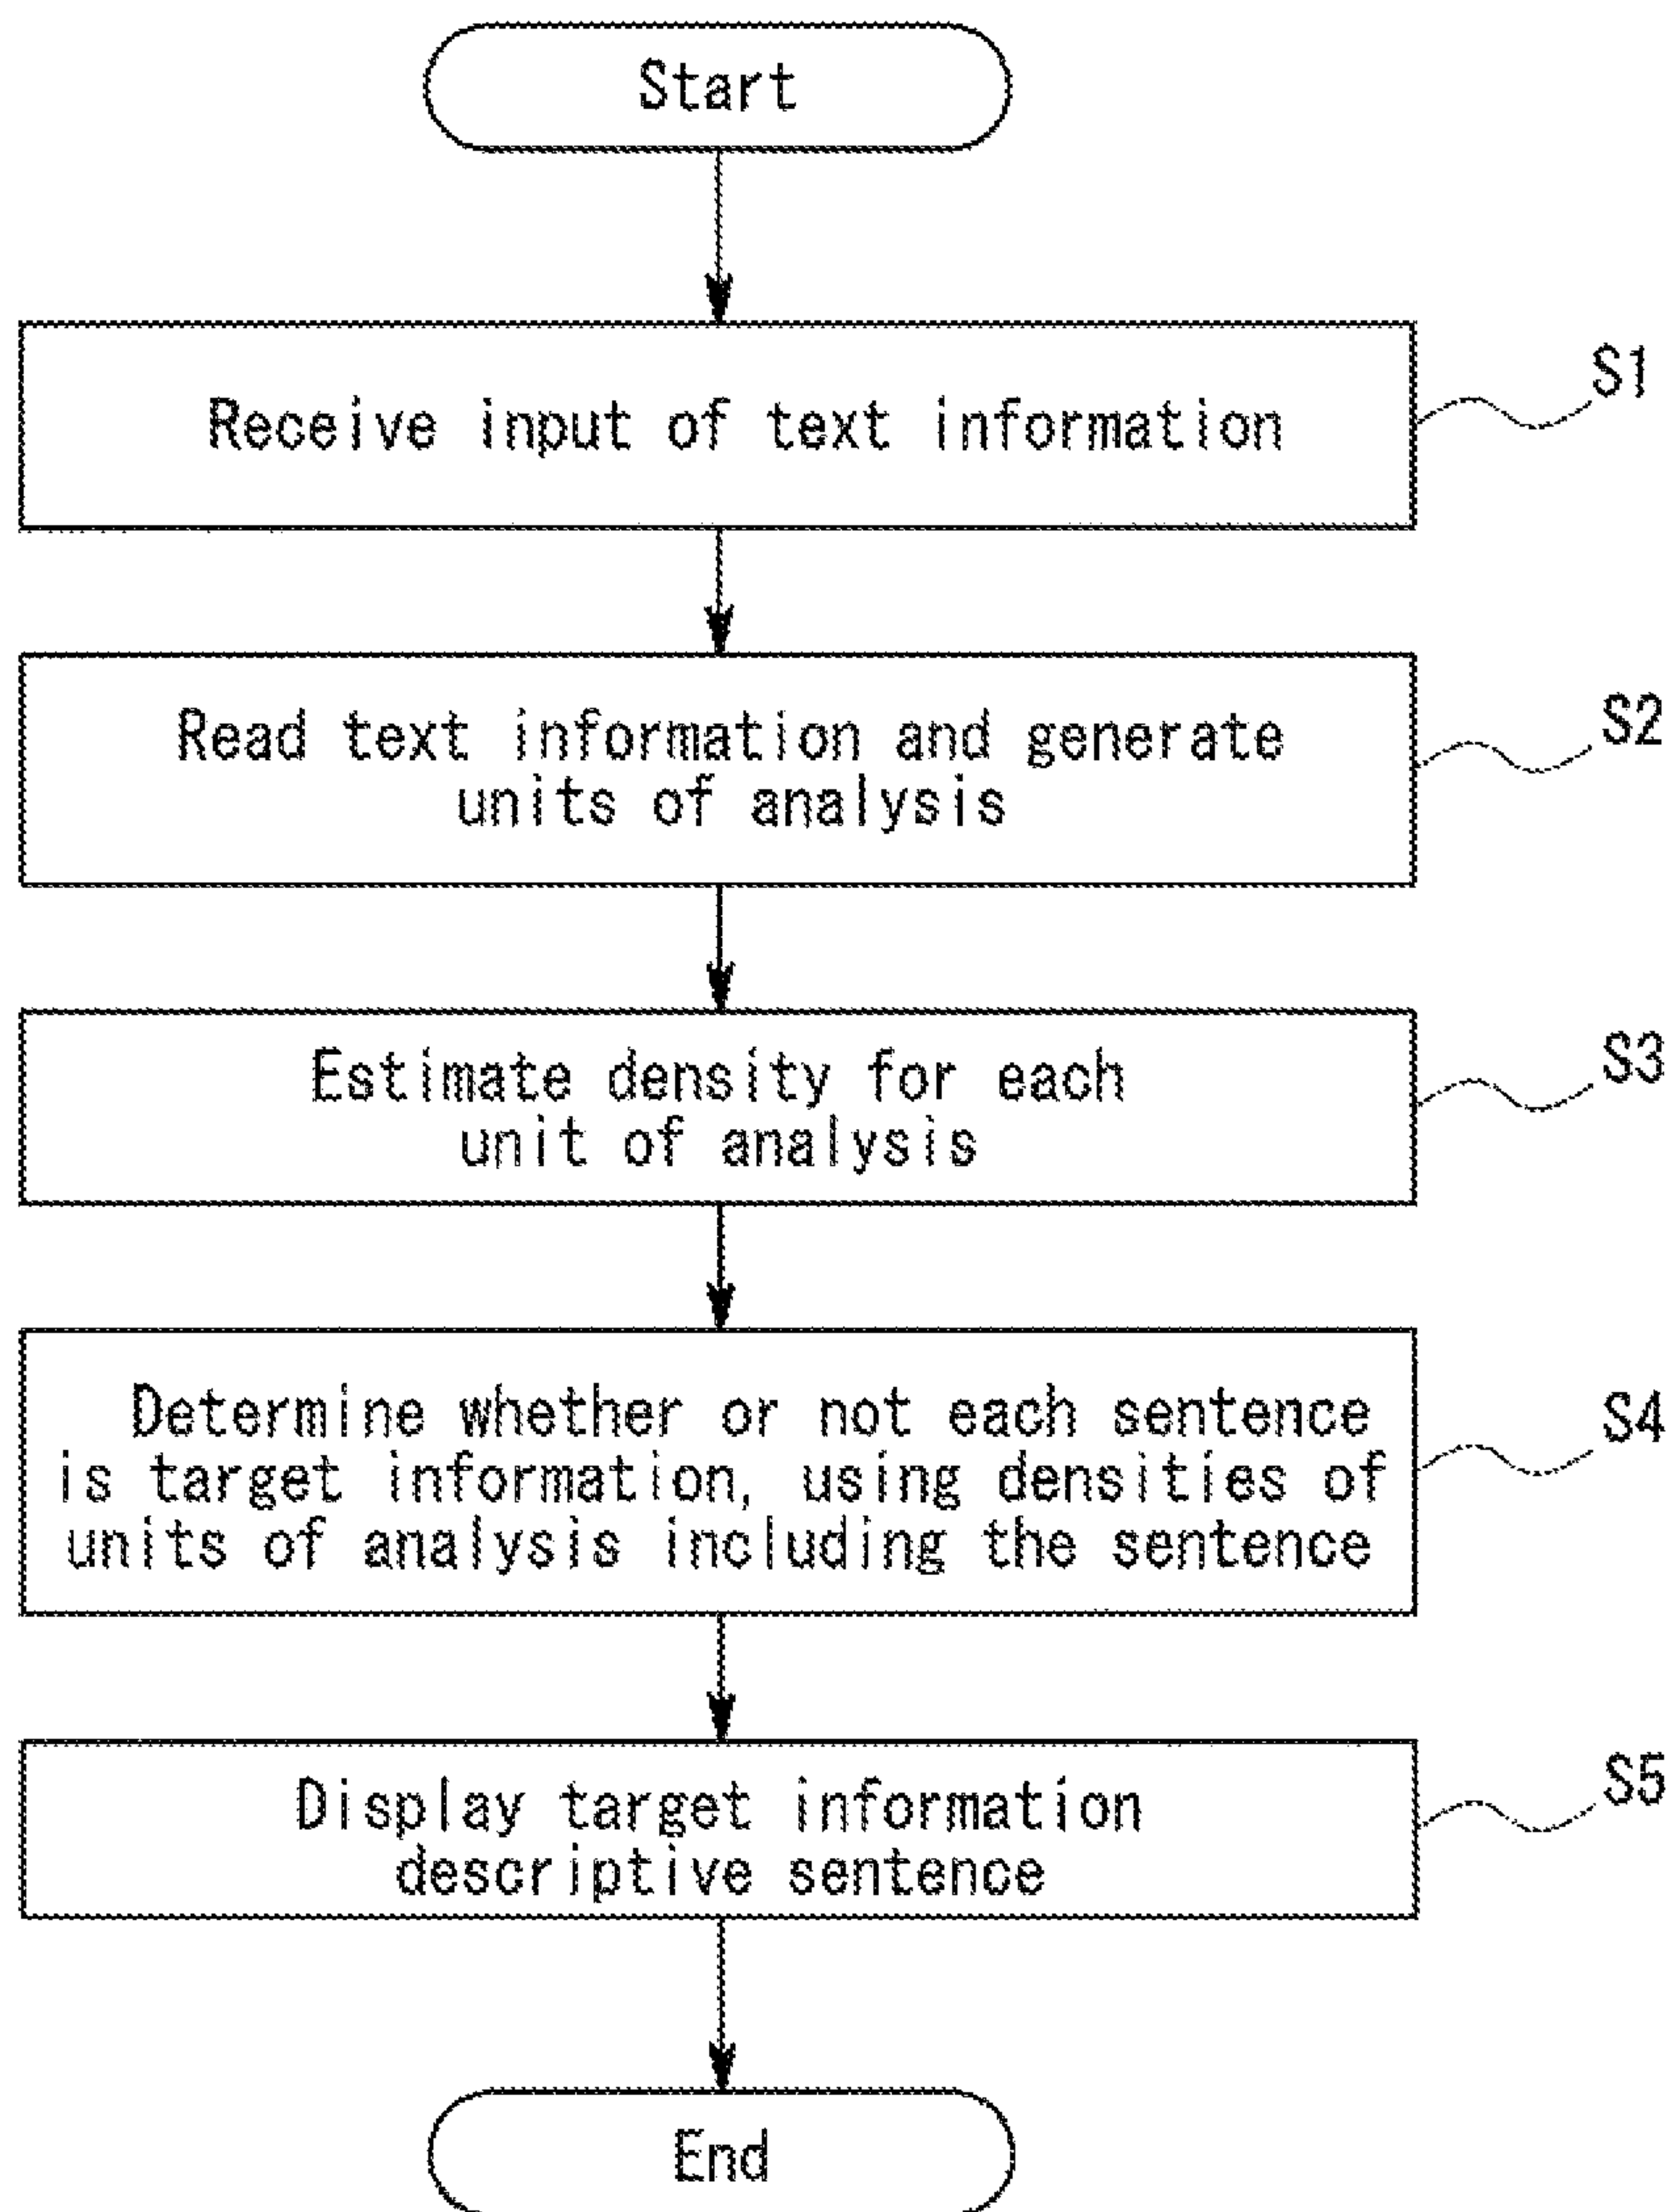 Start
Receive input of text information
S1
Read text information and generate
units of analysis
S2
Estimate density for each
unit of analysis
S3
Determine whether or not each sentence
is target information, using densities of
units of analysis including the sentence
S4
Display target information
descriptive sentence
S5
End